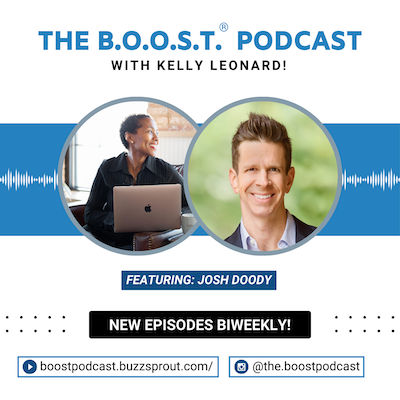 THE B.O.O.S.T.® PODCAST
WITH KELLY LEONARD!
FEATURING: JOSH DOODY
NEW EPISODES BIWEEKLY!
boostpodcast.buzzsprout.com/
@the.boostpodcast